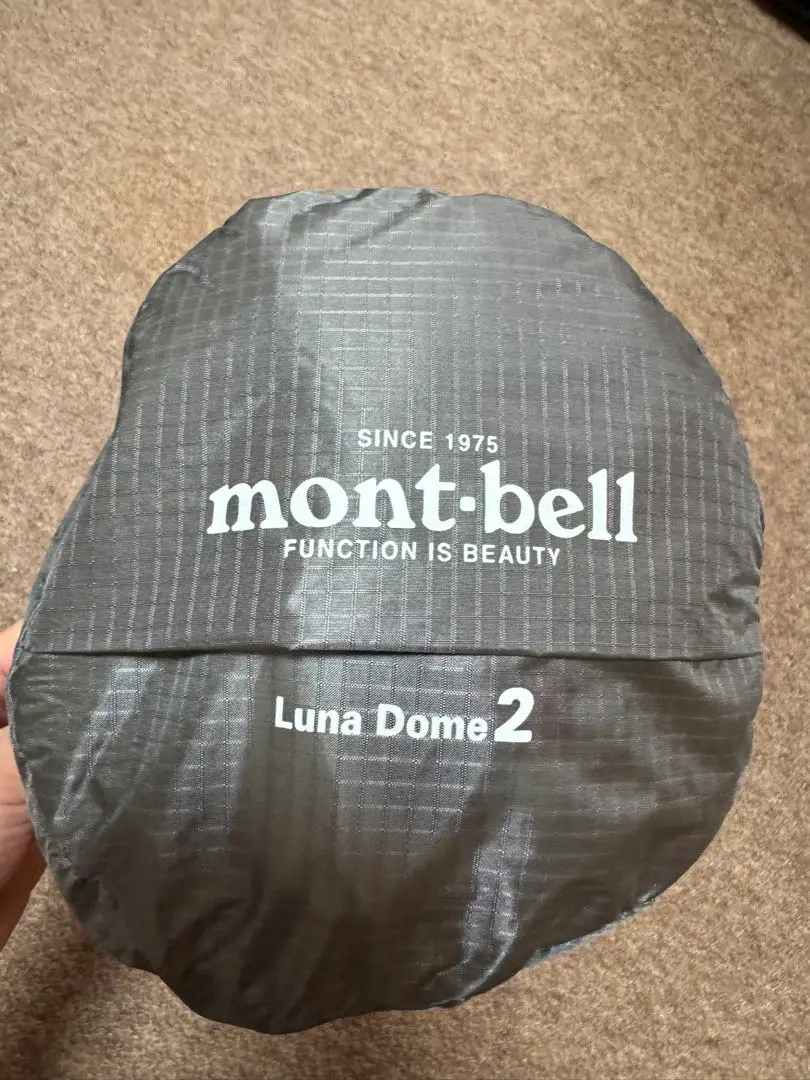 SINCE 1975
mont·bell
FUNCTION IS BEAUTY
Luna Dome 2